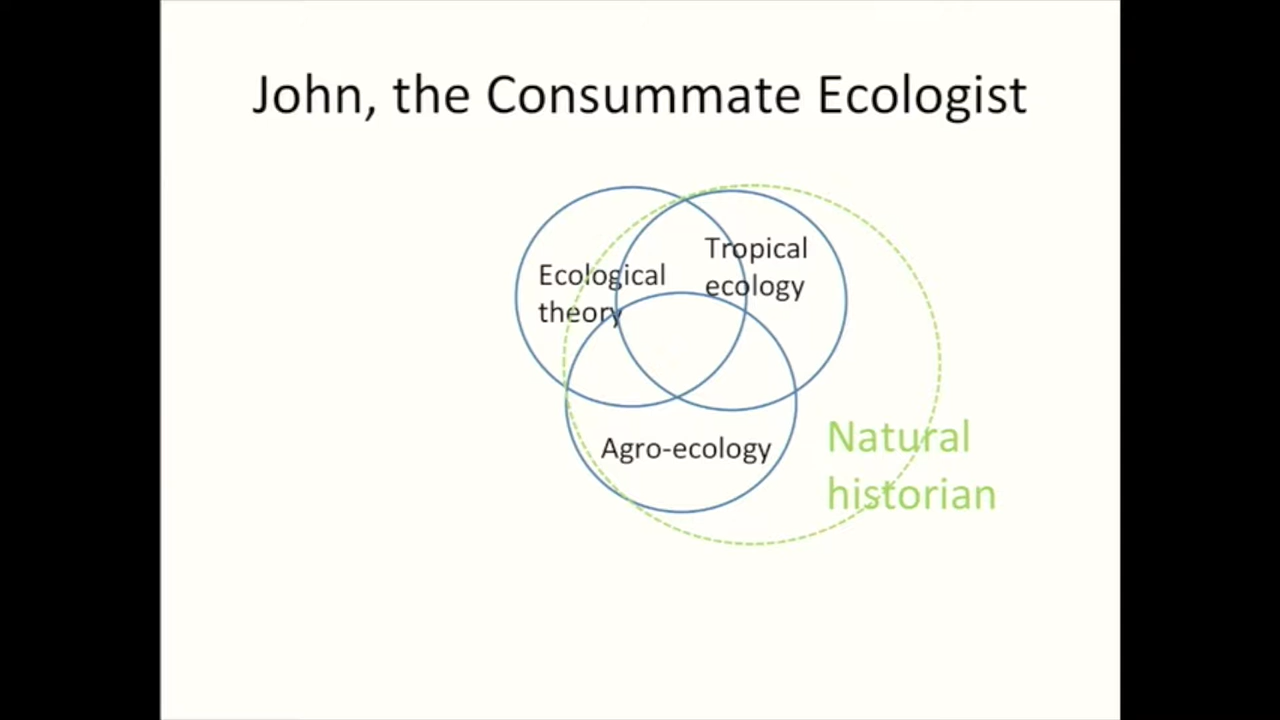 John, the Consummate Ecologist
Ecological
theory
Tropical
ecology
Agro-ecology
Natural
historian